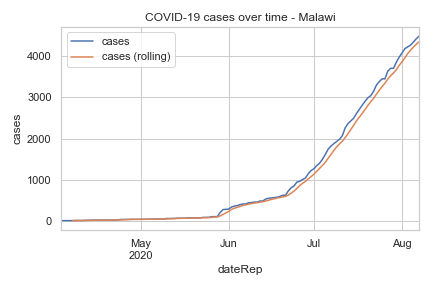 COVID-19 cases over time - Malawi
cases
cases (rolling)
4000
3000
2000
1000
0
cases
May
2020
Jun
Jul
Aug
dateRep